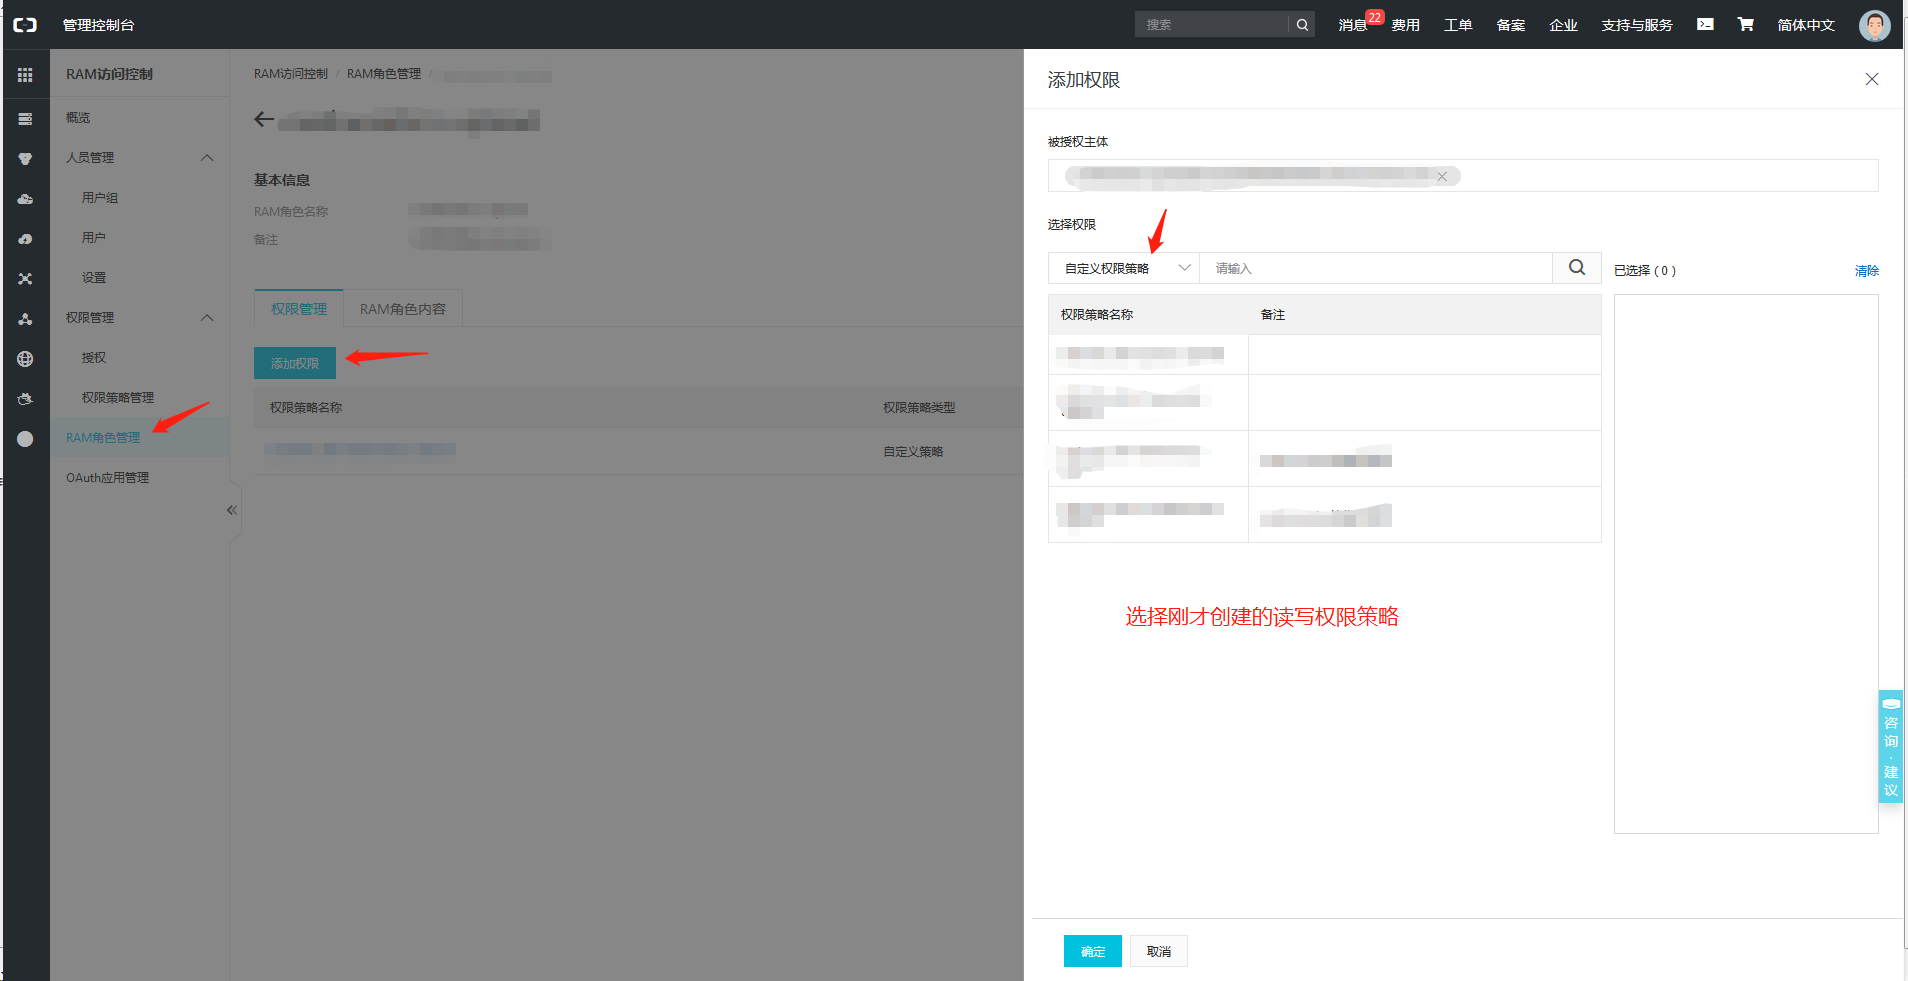 管理控制台
搜索
消息
22
费用
工单
备案
企业
支持与服务
简体中文
RAM访问控制
概览
人员管理
用户组
用户
设置
权限管理
授权
权限策略管理
RAM角色管理
OAuth应用管理
RAM访问控制 / RAM角色管理 /
基本信息
RAM角色名称
备注
权限管理
RAM角色内容
添加权限
权限策略名称
权限策略类型
自定义策略
添加权限
被授权主体
选择权限
自定义权限策略
请输入
已选择 ( 0 )
清除
权限策略名称
备注
选择刚才创建的读写权限策略
咨询·建议
确定
取消